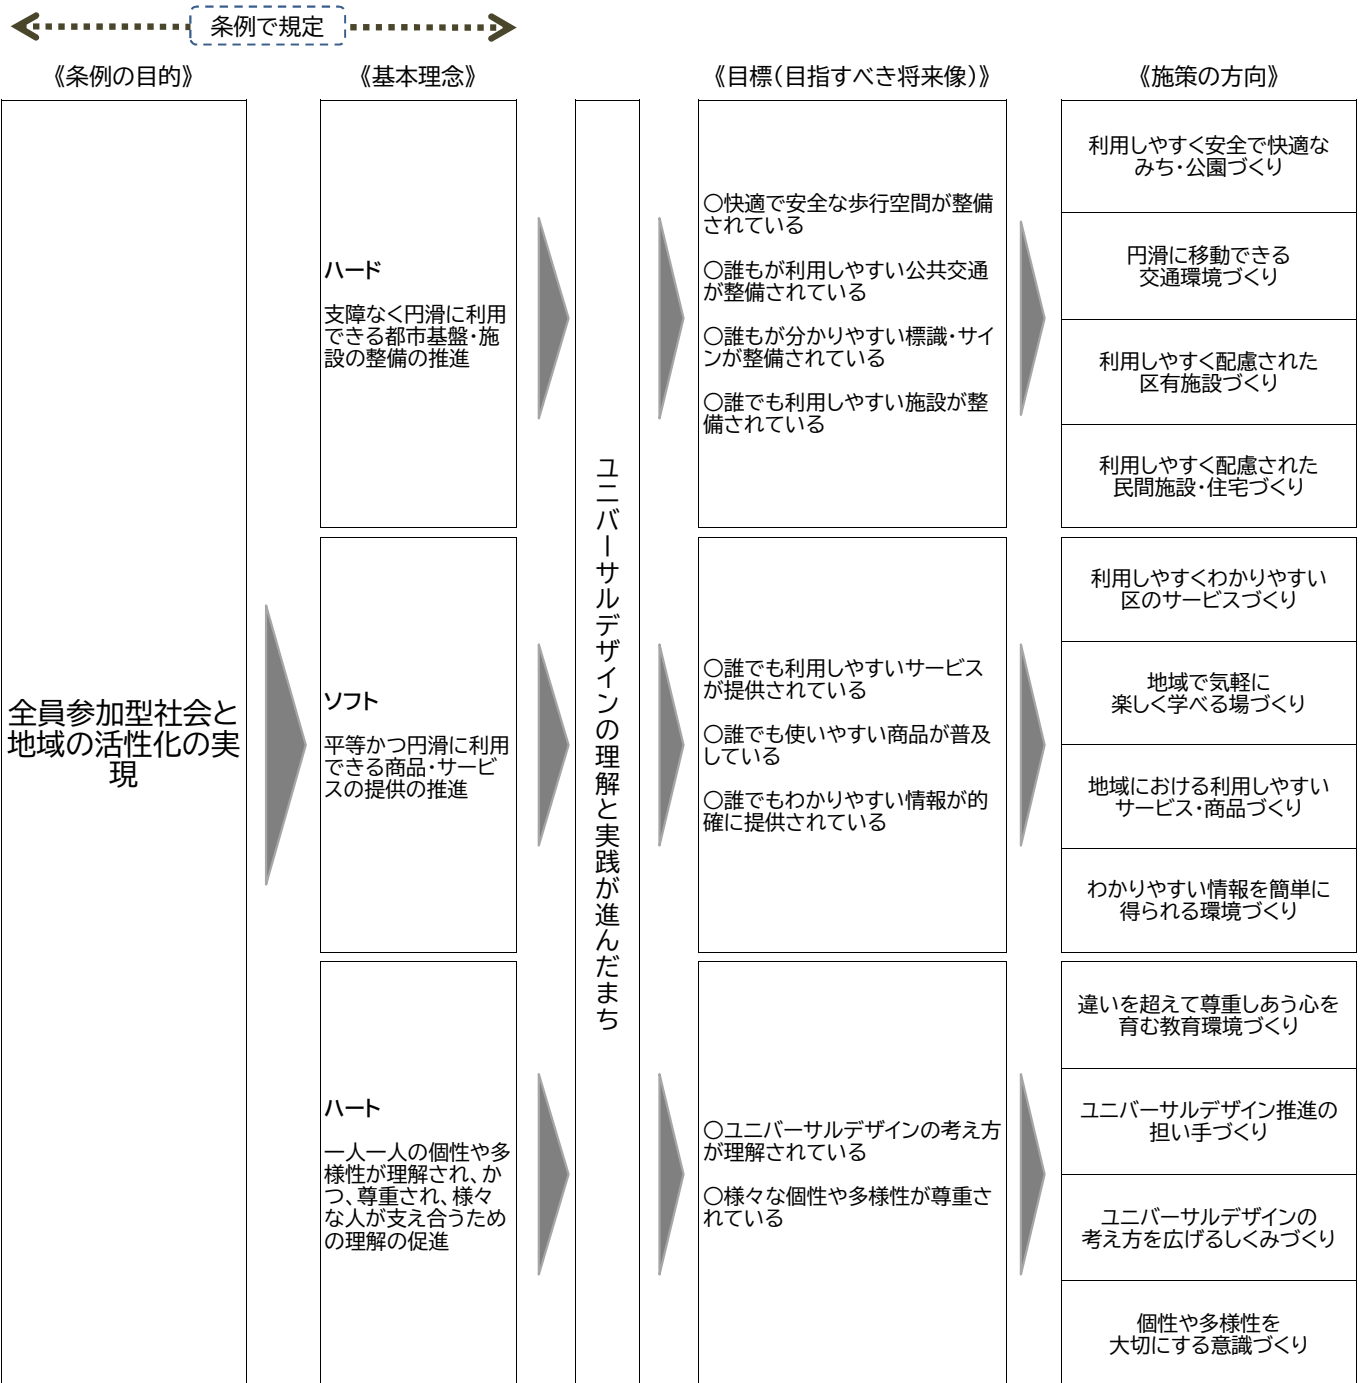 条例で規定
《条例の目的》
《基本理念》
《目標(目指すべき将来像)》
《施策の方向》
全員参加型社会と
地域の活性化の実
現
ハード
支障なく円滑に利用
できる都市基盤・施
設の整備の推進
ソフト
平等かつ円滑に利用
できる商品・サービ
スの提供の推進
ハート
一人一人の個性や多
様性が理解され、か
つ、尊重され、様々
な人が支え合うため
の理解の促進
ユニバーサルデザインの理解と実践が進んだまち
〇快適で安全な歩行空間が整備
されている
〇誰もが利用しやすい公共交通
が整備されている
〇誰もが分かりやすい標識・サイ
ンが整備されている
〇誰でも利用しやすい施設が整
備されている
〇誰でも利用しやすいサービス
が提供されている
〇誰でも使いやすい商品が普及
している
〇誰でもわかりやすい情報が的
確に提供されている
〇ユニバーサルデザインの考え方
が理解されている
〇様々な個性や多様性が尊重さ
れている
利用しやすく安全で快適な
みち・公園づくり
円滑に移動できる
交通環境づくり
利用しやすく配慮された
区有施設づくり
利用しやすく配慮された
民間施設・住宅づくり
利用しやすくわかりやすい
区のサービスづくり
地域で気軽に
楽しく学べる場づくり
地域における利用しやすい
サービス・商品づくり
わかりやすい情報を簡単に
得られる環境づくり
違いを超えて尊重しあう心を
育む教育環境づくり
ユニバーサルデザイン推進の
担い手づくり
ユニバーサルデザインの
考え方を広げるしくみづくり
個性や多様性を
大切にする意識づくり